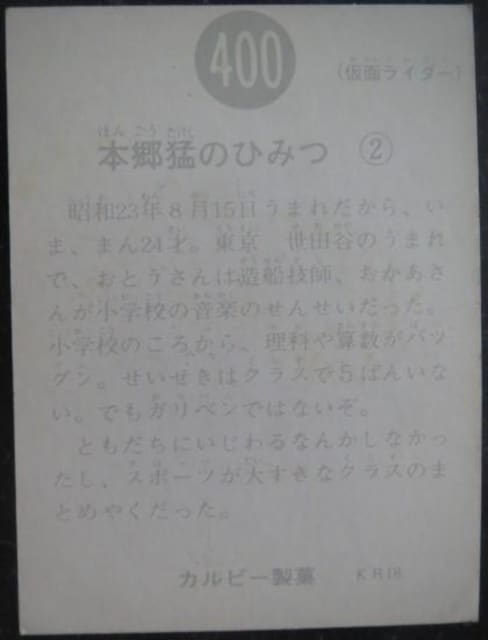 400
(仮面ライダー)
本郷猛のひみつ ②
昭和23年8月15日うまれだから、い
ま、まん24才。東京 世田谷のうまれ
で、おとうさんは造船技師、おかあさ
んが小学校の音楽のせんせいだった。
小学校のころから、理科や算数がバツ
グン。せいせきはクラスで5ばんいな
い。でもガリベンではないぞ。
ともだちにいじわるなんかしなかっ
たし、スポーツが大すきなクラスのま
とめやくだった。
カルビー製菓 KR18